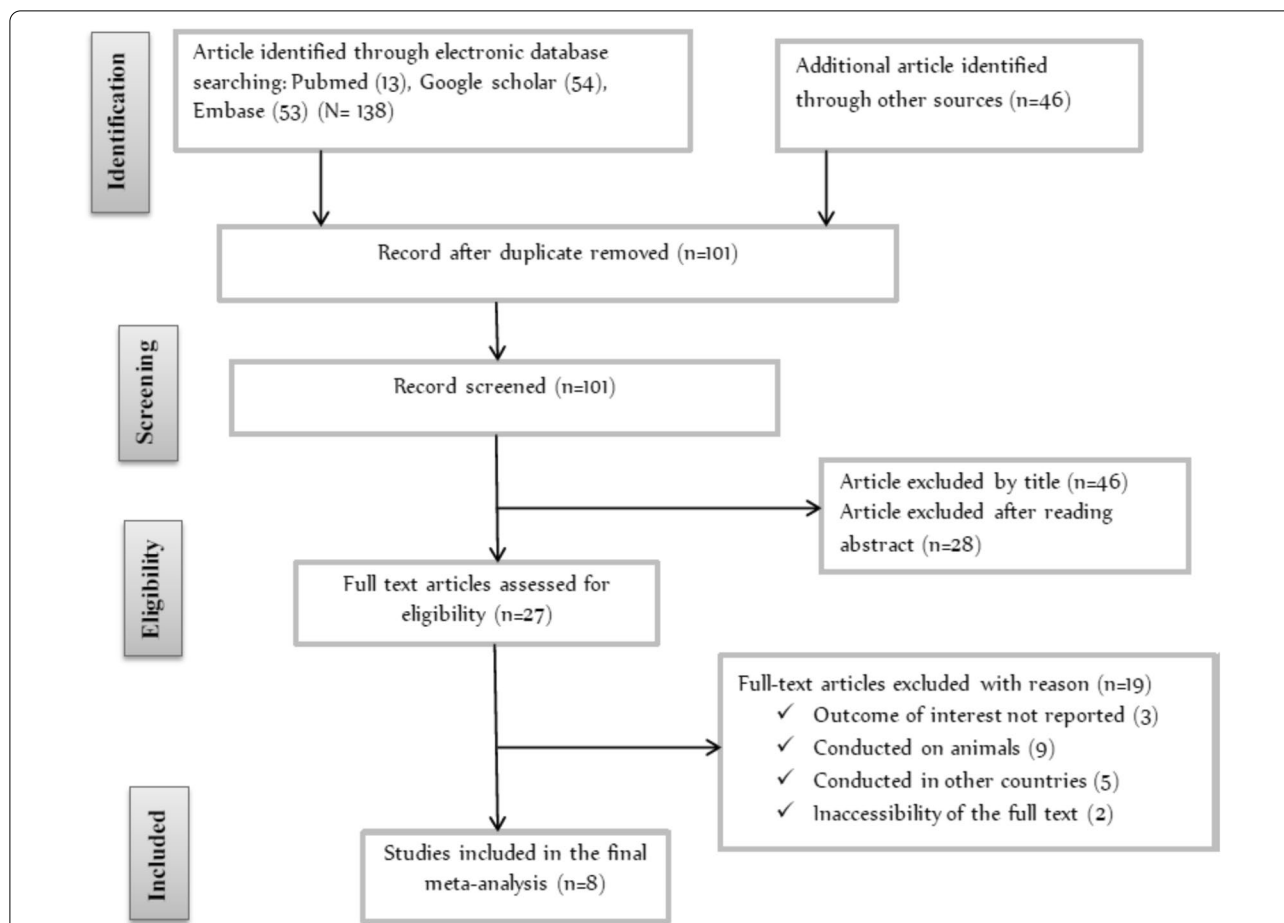 Identification
Article identified through electronic database
searching: Pubmed (13), Google scholar (54),
Embase (53) (N= 138)
Additional article identified
through other sources (n=46)
Record after duplicate removed (n=101)
Screening
Record screened (n=101)
Article excluded by title (n=46)
Article excluded after reading
abstract (n=28)
Eligibility
Full text articles assessed for
eligibility (n=27)
Full-text articles excluded with reason (n=19)
✓ Outcome of interest not reported (3)
✓ Conducted on animals (9)
✓ Conducted in other countries (5)
✓ Inaccessibility of the full text (2)
Included
Studies included in the final
meta-analysis (n=8)